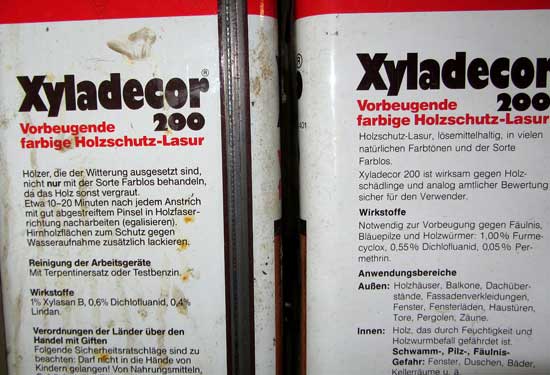 Xyladecor®
200
Vorbeugende
farbige Holzschutz-Lasur
Hölzer, die der Witterung ausgesetzt sind,
nicht nur mit der Sorte Farblos behandeln,
da das Holz sonst vergraut.
Etwa 10–20 Minuten nach jedem Anstrich
mit gut abgestreiftem Pinsel in Holzfaser-
richtung nacharbeiten (egalisieren).
Hirnholzflächen zum Schutz gegen
Wasseraufnahme zusätzlich lackieren.
Reinigung der Arbeitsgeräte
Mit Terpentinersatz oder Testbenzin.
Wirkstoffe
1% Xylasan B, 0,6% Dichlofluanid, 0,4%
Lindan.
Verordnungen der Länder über den
Handel mit Giften
Folgende Sicherheitsratschläge sind zu
beachten: Darf nicht in die Hände von
Kindern gelangen! Von Nahrungsmitteln,
Xyladecor
200
Vorbeugende
farbige Holzschutz-Lasur
Holzschutz-Lasur, lösemittelhaltig, in vielen
natürlichen Farbtönen und der Sorte
Farblos.
Xyladecor 200 ist wirksam gegen Holz-
schädlinge und analog amtlicher Bewertung
sicher für den Verwender.
Wirkstoffe
Notwendig zur Vorbeugung gegen Fäulnis,
Bläuepilze und Holzwürmer: 1,00% Furme-
cyclox, 0,55% Dichlofluanid, 0,05% Per-
methrin.
Anwendungsbereiche
Außen: Holzhäuser, Balkone, Dachüber-
stände, Fassadenverkleidungen,
Fenster, Fensterläden, Haustüren,
Tore, Pergolen, Zäune.
Innen: Holz, das durch Feuchtigkeit und
Holzwurmbefall gefährdet ist.
Schwamm-, Pilz-, Fäulnis-
Gefahr: Fenster, Duschen, Bäder,
Kellerräume u. ä.